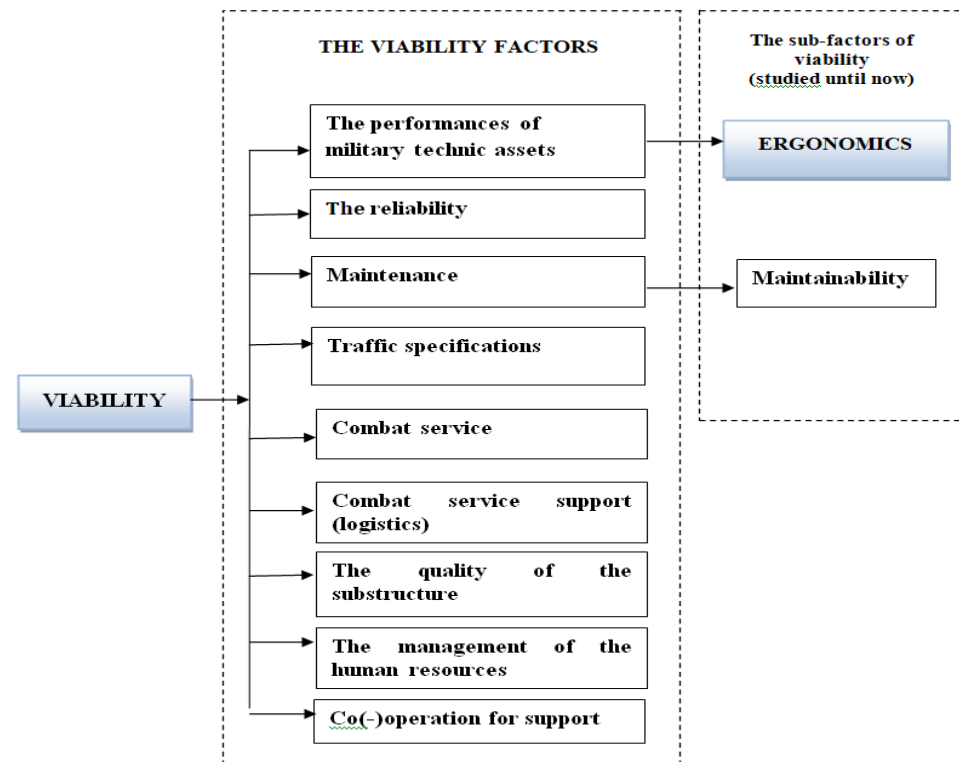 THE VIABILITY FACTORS
The sub-factors of
viability
(studied until now)
The performances of
military technic assets
ERGONOMICS
The reliability
Maintenance
Maintainability
Traffic specifications
VIABILITY
Combat service
Combat service support
(logistics)
The quality of the
substructure
The management of the
human resources
Co(-)operation for support